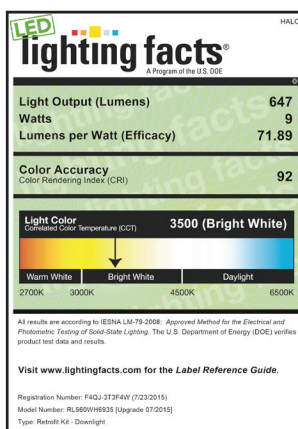 LED
HALO
lighting facts®
A Program of the U.S. DOE
Light Output (Lumens) 647
Watts 9
Lumens per Watt (Efficacy) 71.89
Color Accuracy 92
Color Rendering Index (CRI)
Light Color 3500 (Bright White)
Correlated Color Temperature (CCT)
Warm White Bright White Daylight
2700K 3000K 4500K 6500K
All results are according to IESNA LM-79-2008: Approved Method for the Electrical and
Photometric Testing of Solid-State Lighting. The U.S. Department of Energy (DOE) verifies
product test data and results.
Visit www.lightingfacts.com for the Label Reference Guide.
Registration Number: F4QJ-3T3F4W (7/23/2015)
Model Number: RL560WH6935 [Upgrade 07/2015]
Type: Retrofit Kit - Downlight